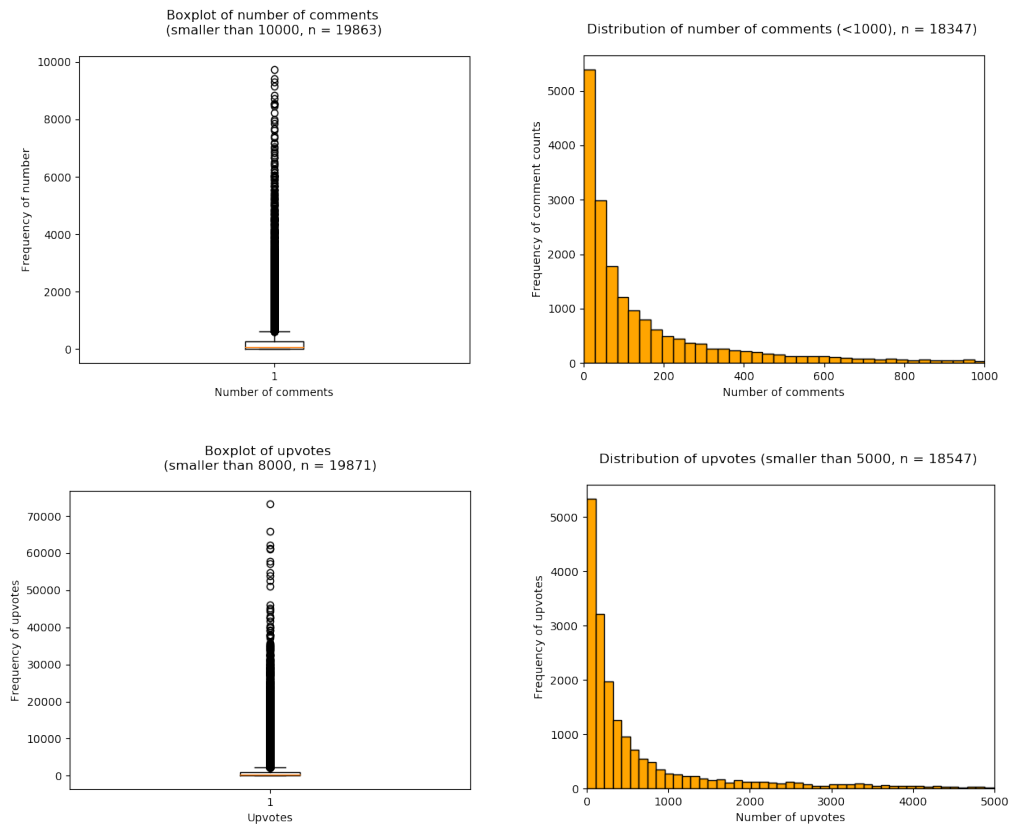 Boxplot of number of comments
(smaller than 10000, n = 19863)
10000
8000
6000
4000
2000
0
Frequency of number
1
Number of comments
Distribution of number of comments (<1000), n = 18347)
5000
4000
3000
2000
1000
0
Frequency of comment counts
0 200 400 600 800 1000
Number of comments
Boxplot of upvotes
(smaller than 8000, n = 19871)
70000
60000
50000
40000
30000
20000
10000
0
Frequency of upvotes
1
Upvotes
Distribution of upvotes (smaller than 5000, n = 18547)
5000
4000
3000
2000
1000
0
Frequency of upvotes
0 1000 2000 3000 4000 5000
Number of upvotes